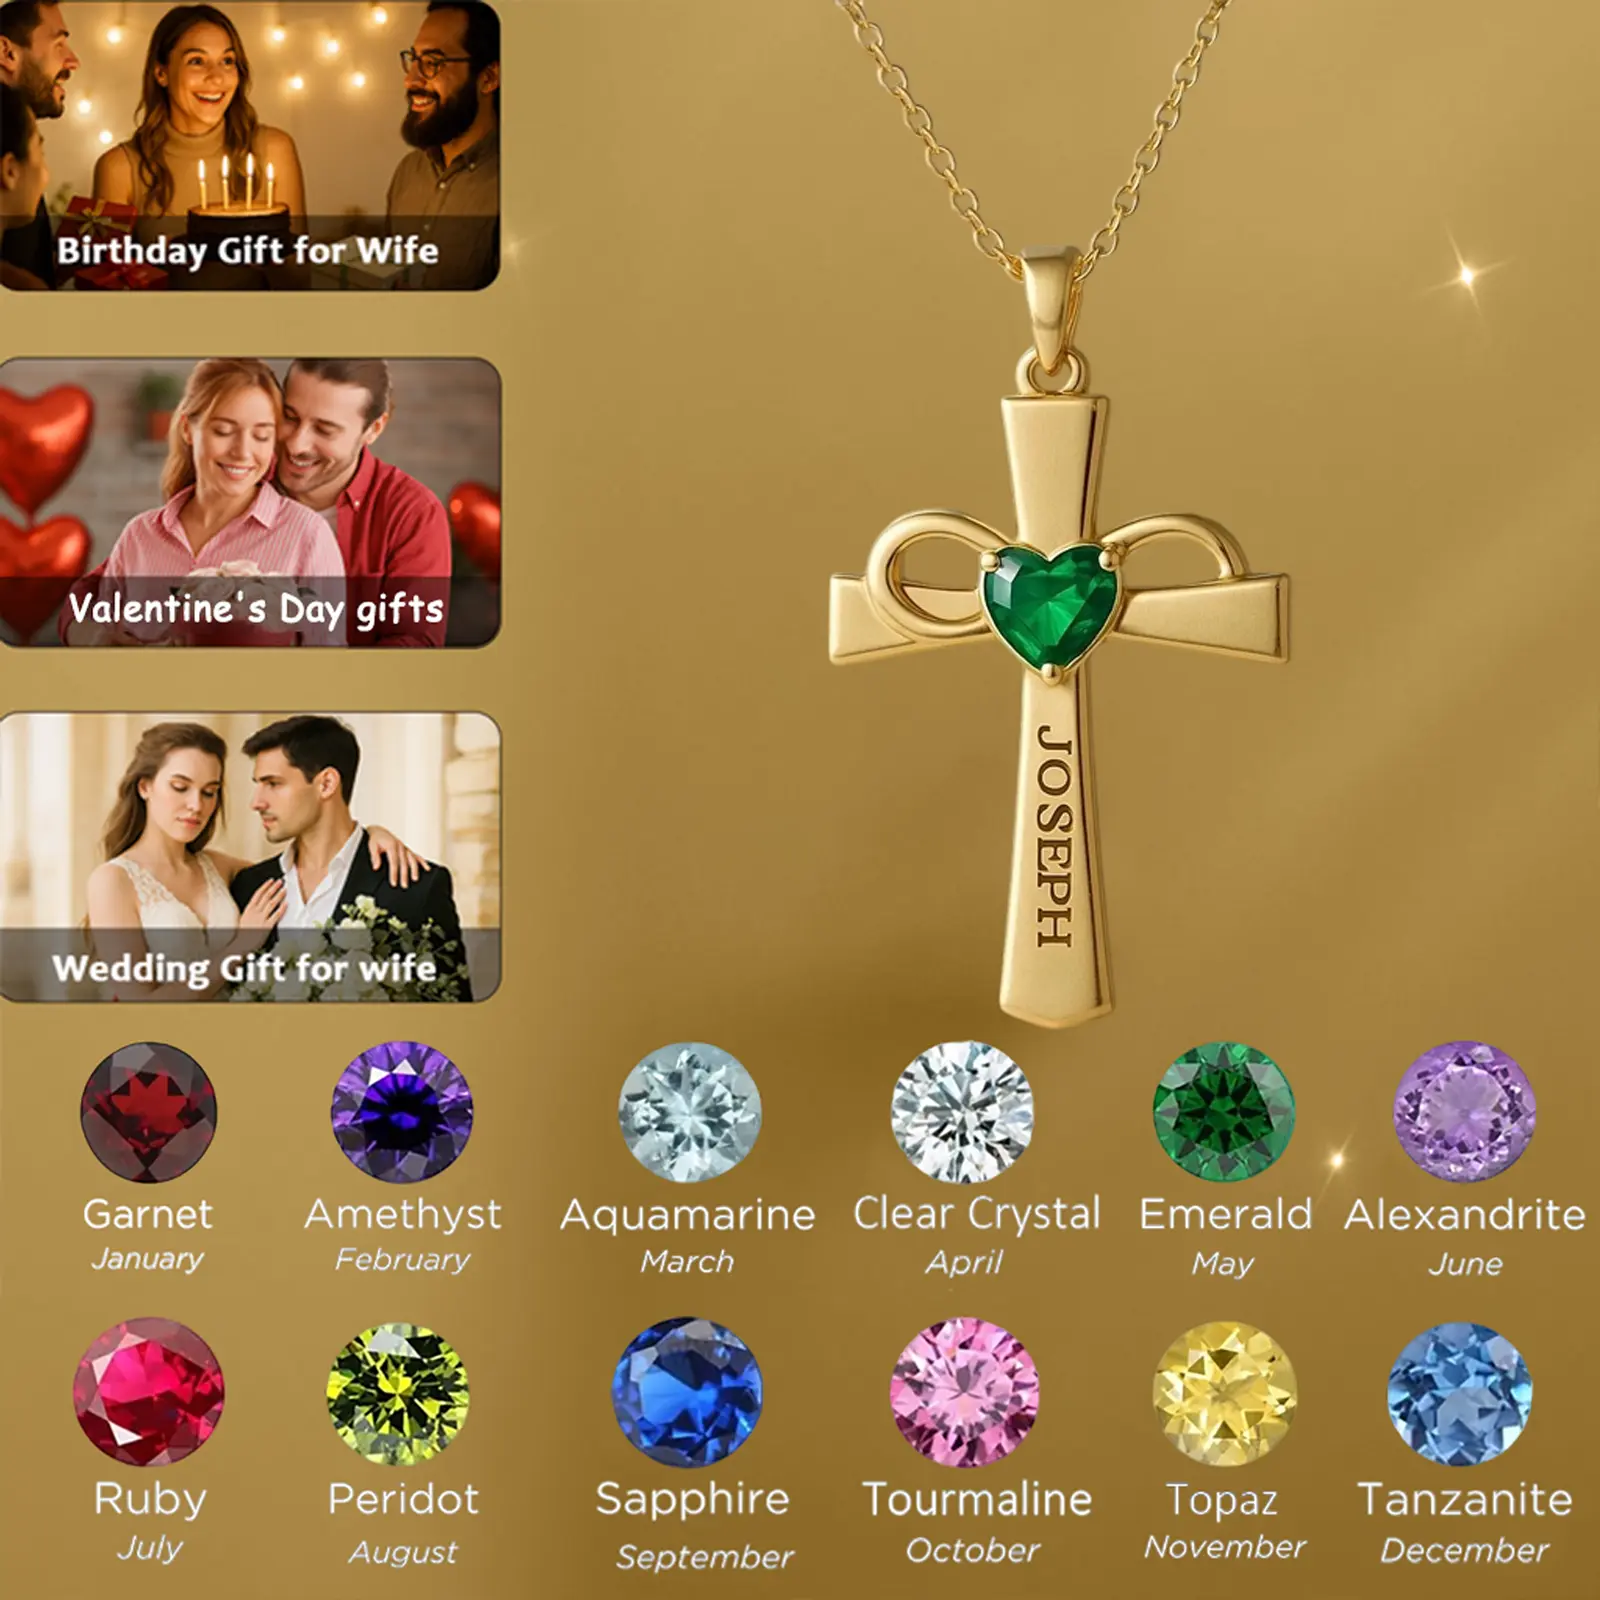 Birthday Gift for Wife
Valentine's Day gifts
Wedding Gift for wife
JOSEPH
Garnet
January
Amethyst
February
Aquamarine
March
Clear Crystal
April
Emerald
May
Alexandrite
June
Ruby
July
Peridot
August
Sapphire
September
Tourmaline
October
Topaz
November
Tanzanite
December